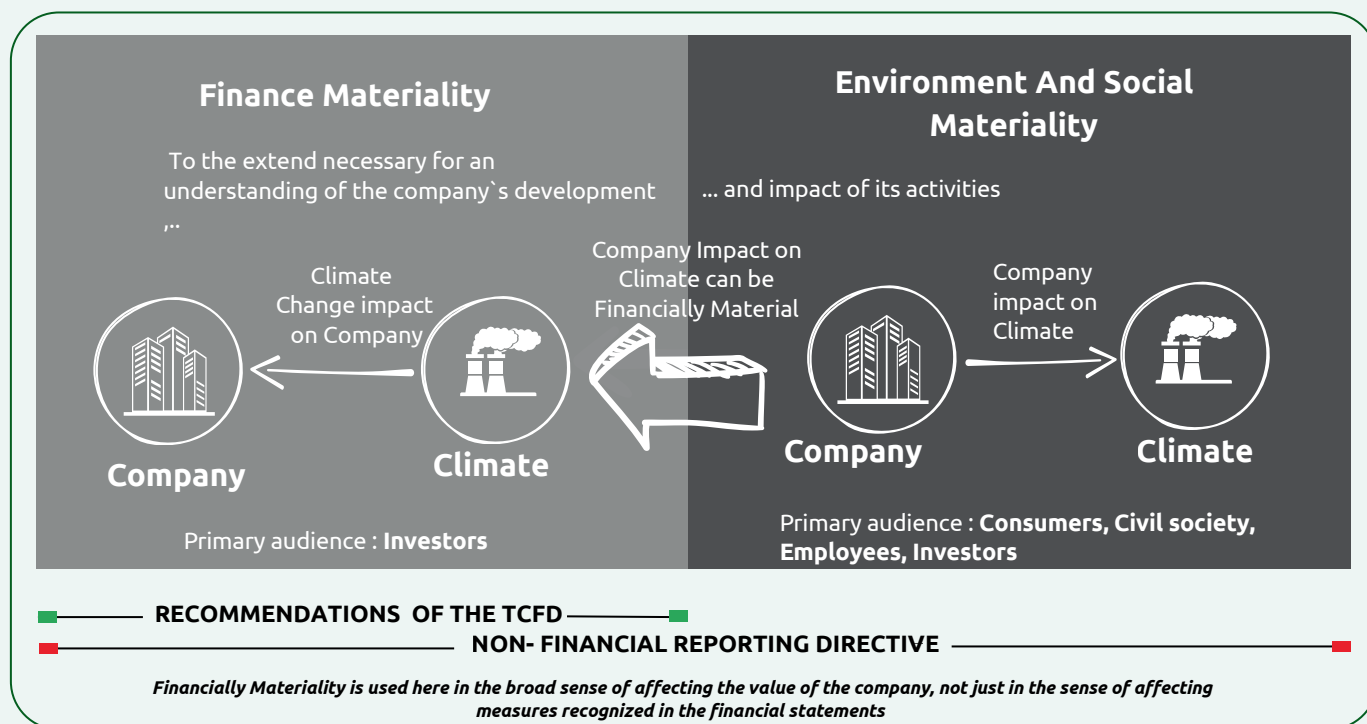 Finance Materiality
To the extend necessary for an
understanding of the company`s development
,..
Climate
Change impact
on Company
Company
Climate
Primary audience : Investors
Company Impact on
Climate can be
Financially Material
Environment And Social
Materiality
... and impact of its activities
Company
impact on
Climate
Company
Climate
Primary audience : Consumers, Civil society,
Employees, Investors
RECOMMENDATIONS OF THE TCFD
NON- FINANCIAL REPORTING DIRECTIVE
Financially Materiality is used here in the broad sense of affecting the value of the company, not just in the sense of affecting
measures recognized in the financial statements